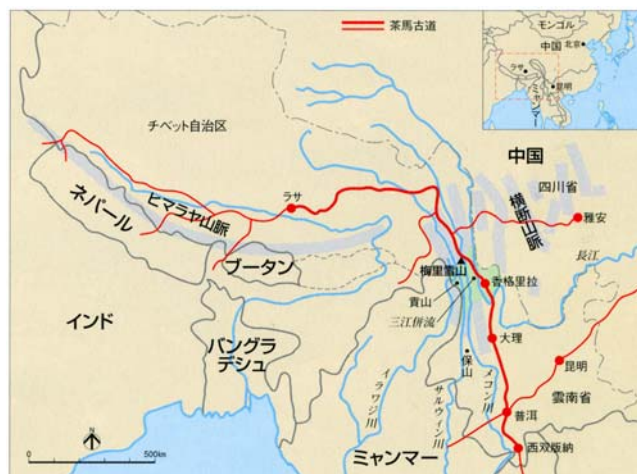 茶馬古道
モンゴル
中国
北京
ラサ
昆明
ミャンマー
チベット自治区
中国
四川省
ラサ
雅安
ネパール
ヒマラヤ山脈
横断山脈
ブータン
梅里雪山
香格里拉
長江
貢山
三江併流
インド
バングラ
デシュ
大理
保山
昆明
イラワジ川
サルウィン川
メコン川
雲南省
普洱
ミャンマー
西双版納
N
0
500km